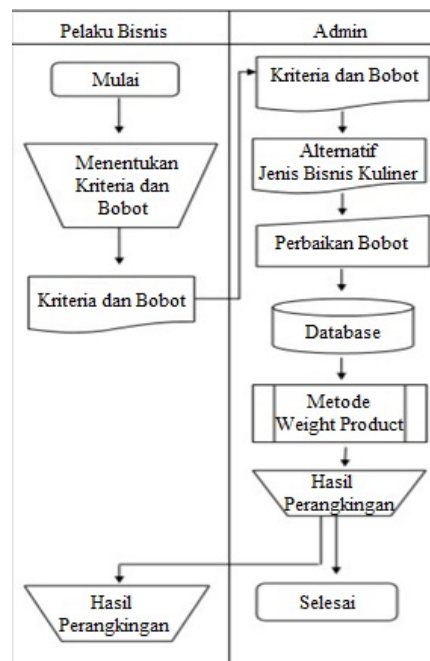 Pelaku Bisnis
Admin
Mulai
Menentukan
Kriteria dan
Bobot
Kriteria dan Bobot
Kriteria dan Bobot
Alternatif
Jenis Bisnis Kuliner
Perbaikan Bobot
Database
Metode
Weight Product
Hasil
Perangkingan
Hasil
Perangkingan
Selesai